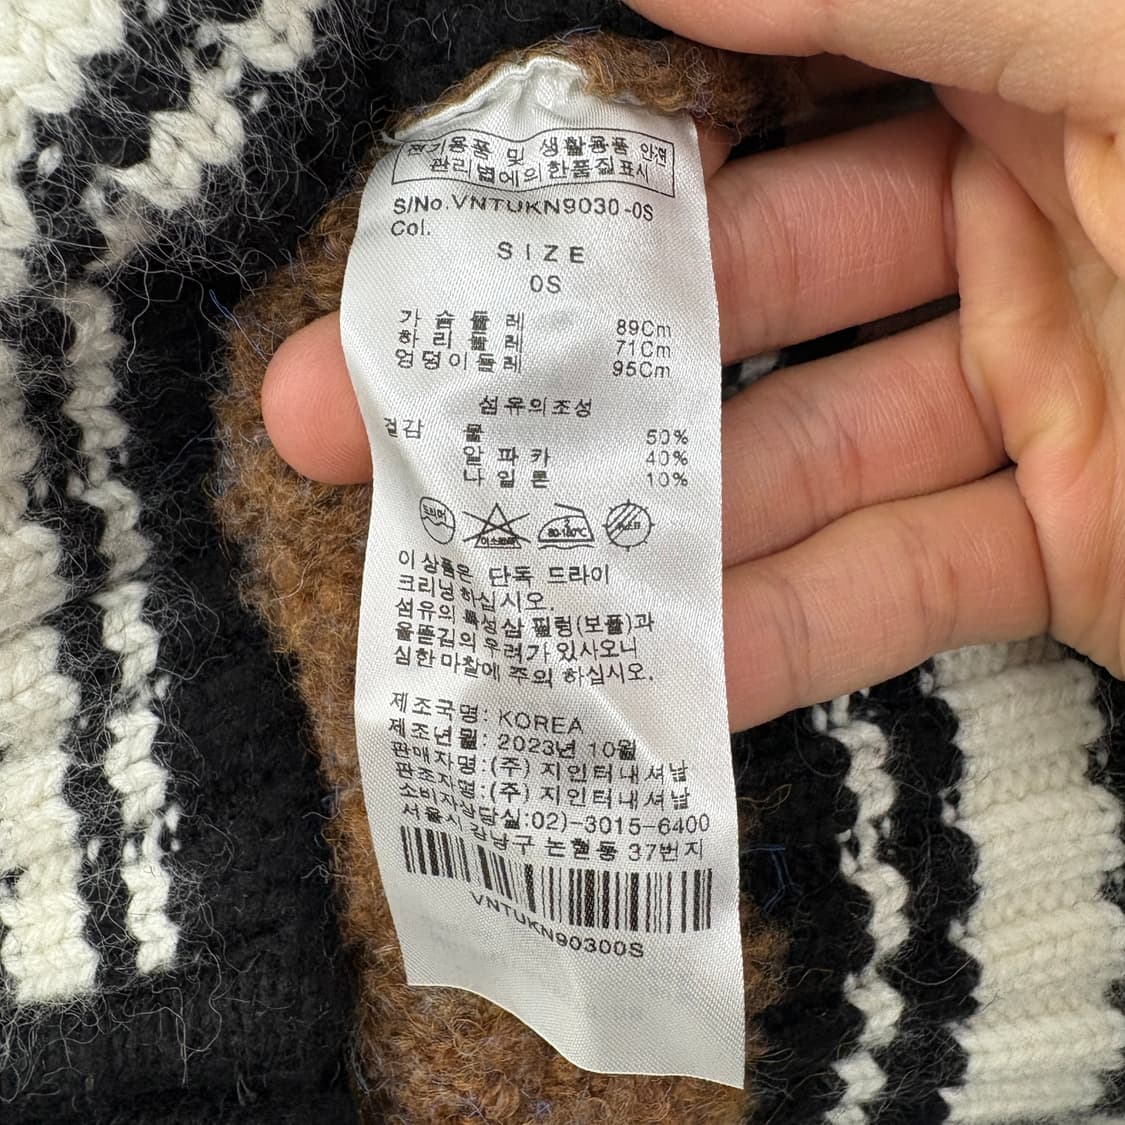 전기용품 및 생활용품 안전
관리법에의한품질표시
S/No.VNTUKN9030-0S
Col.
SIZE
0S
가슴둘레 89Cm
허리둘레 71Cm
엉덩이둘레 95Cm
섬유의조성
겉감 울 50%
알파카 40%
나일론 10%
드라이
80-120℃
이상품은 단독 드라이
크리닝하십시오.
섬유의 특성상 필링(보풀)과
올뜯김의 우려가 있사오니
심한 마찰에 주의 하십시오.
제조국명: KOREA
제조년월: 2023년 10월
판매자명:(주) 지인터내셔날
제조자명:(주) 지인터내셔날
소비자상담실:02)-3015-6400
서울시 강남구 논현동 37번지
VNTUKN90300S